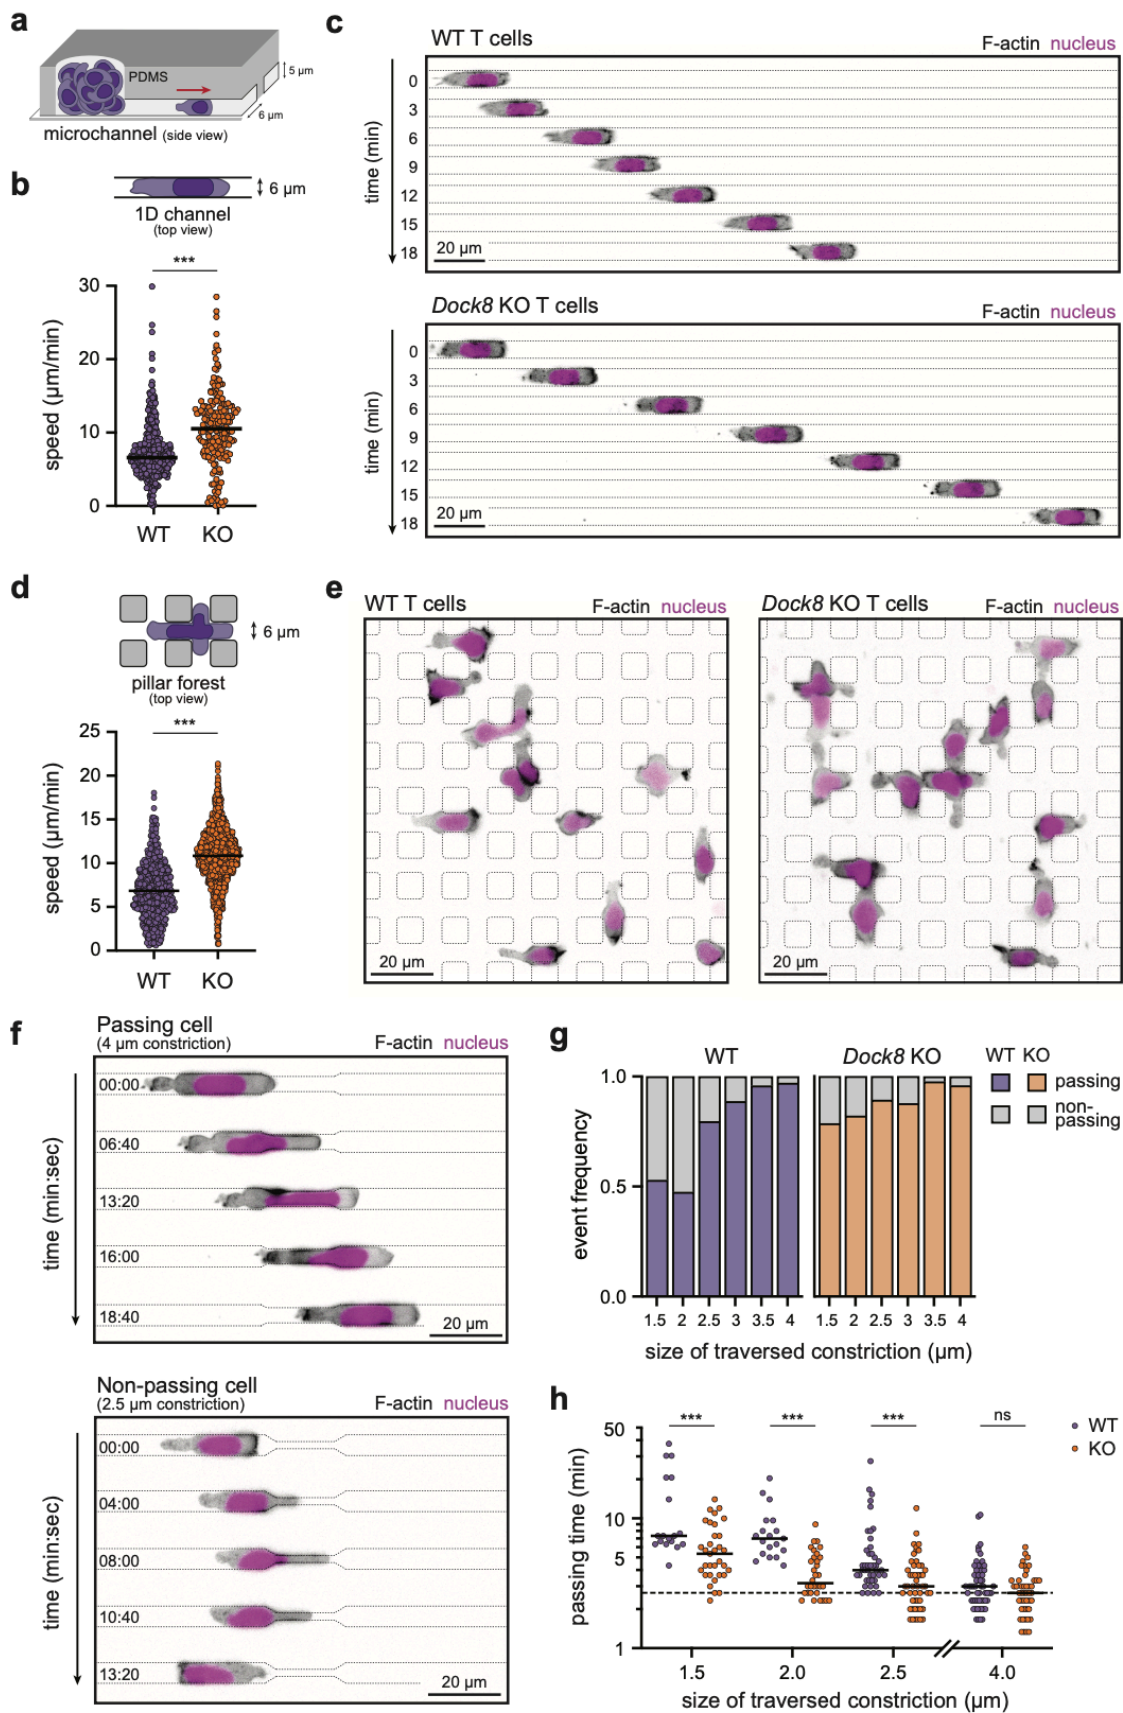 a
PDMS
5 µm
6 µm
microchannel (side view)
b
6 µm
1D channel
(top view)
***
speed (µm/min)
30
20
10
0
WT
KO
c
WT T cells
F-actin nucleus
time (min)
0
3
6
9
12
15
18
20 µm
Dock8 KO T cells
F-actin nucleus
time (min)
0
3
6
9
12
15
18
20 µm
d
6 µm
pillar forest
(top view)
***
speed (µm/min)
25
20
15
10
5
0
WT
KO
e
WT T cells
F-actin nucleus
20 µm
Dock8 KO T cells
F-actin nucleus
20 µm
f
Passing cell
(4 µm constriction)
F-actin nucleus
time (min:sec)
00:00
06:40
13:20
16:00
18:40
20 µm
Non-passing cell
(2.5 µm constriction)
F-actin nucleus
time (min:sec)
00:00
04:00
08:00
10:40
13:20
20 µm
g
WT
Dock8 KO
WT KO
passing
non-
passing
event frequency
1.0
0.5
0.0
1.5 2 2.5 3 3.5 4
1.5 2 2.5 3 3.5 4
size of traversed constriction (µm)
h
*** *** *** ns
WT
KO
passing time (min)
50
10
5
1
1.5 2.0 2.5 4.0
size of traversed constriction (µm)